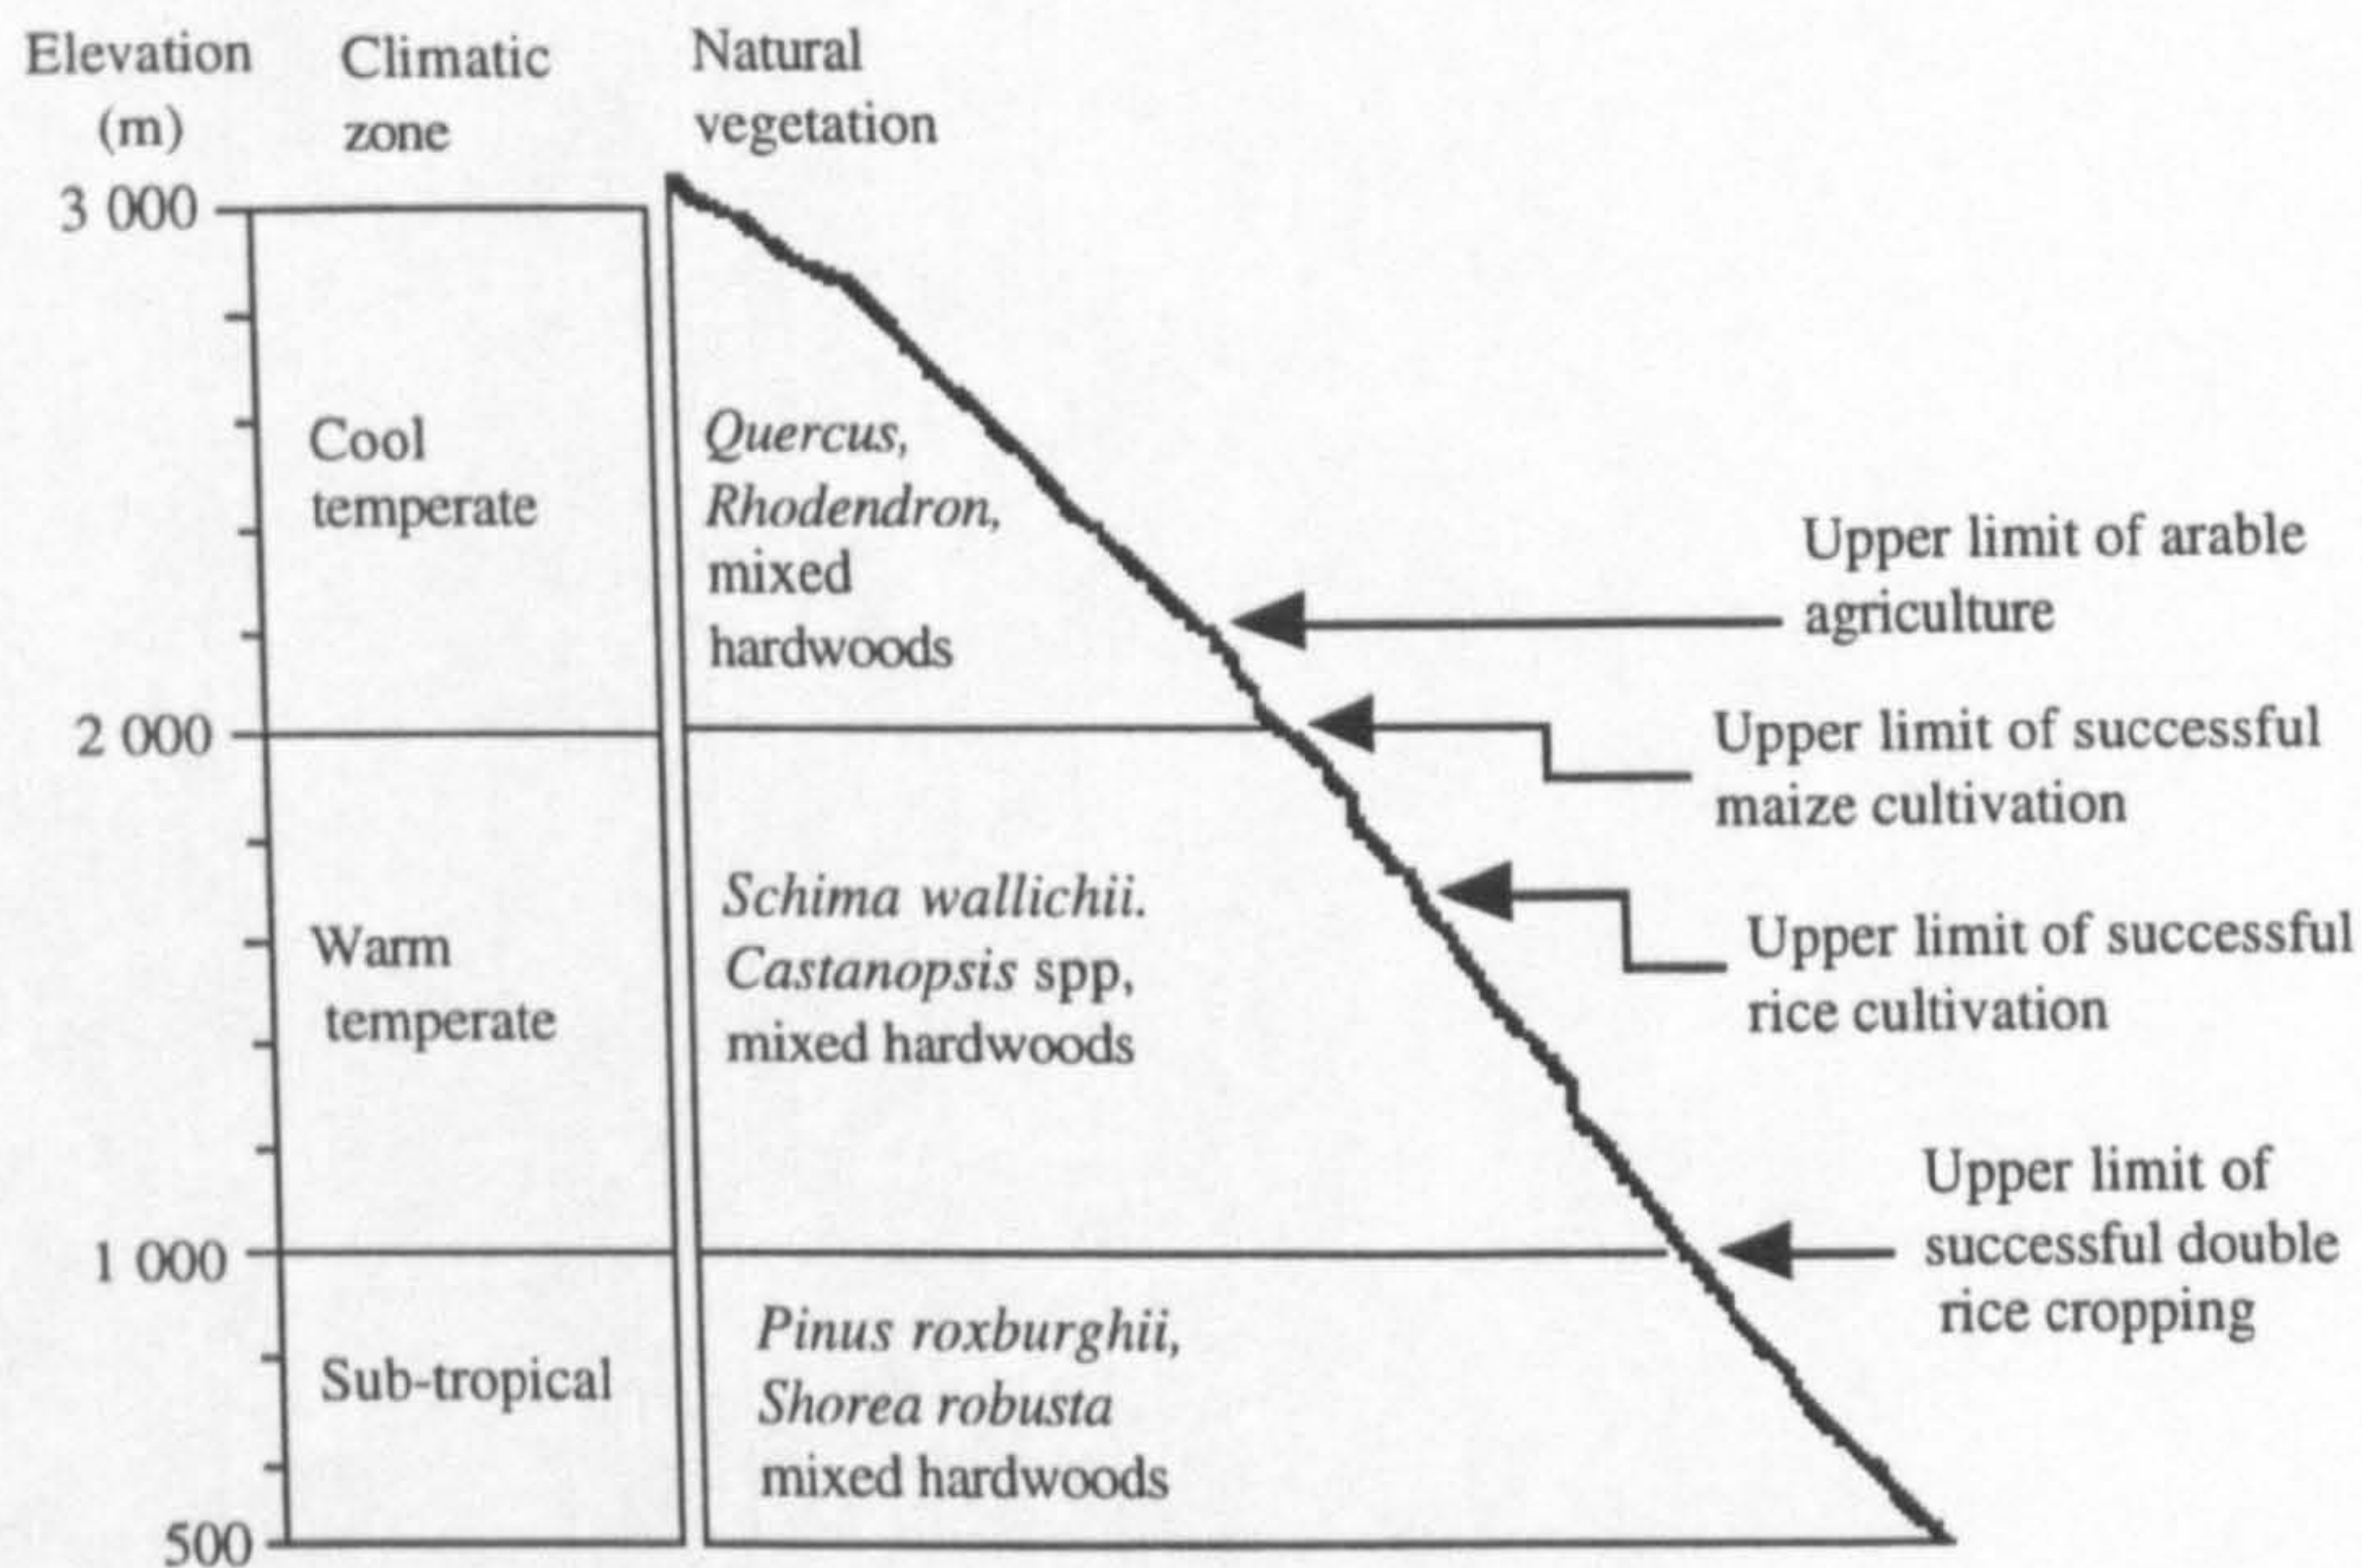 Elevation
(m)
Climatic
zone
Natural
vegetation
3 000
2 000
1 000
500
Cool
temperate
Warm
temperate
Sub-tropical
Quercus,
Rhodendron,
mixed
hardwoods
Schima wallichii.
Castanopsis spp,
mixed hardwoods
Pinus roxburghii,
Shorea robusta
mixed hardwoods
Upper limit of arable
agriculture
Upper limit of successful
maize cultivation
Upper limit of successful
rice cultivation
Upper limit of
successful double
rice cropping